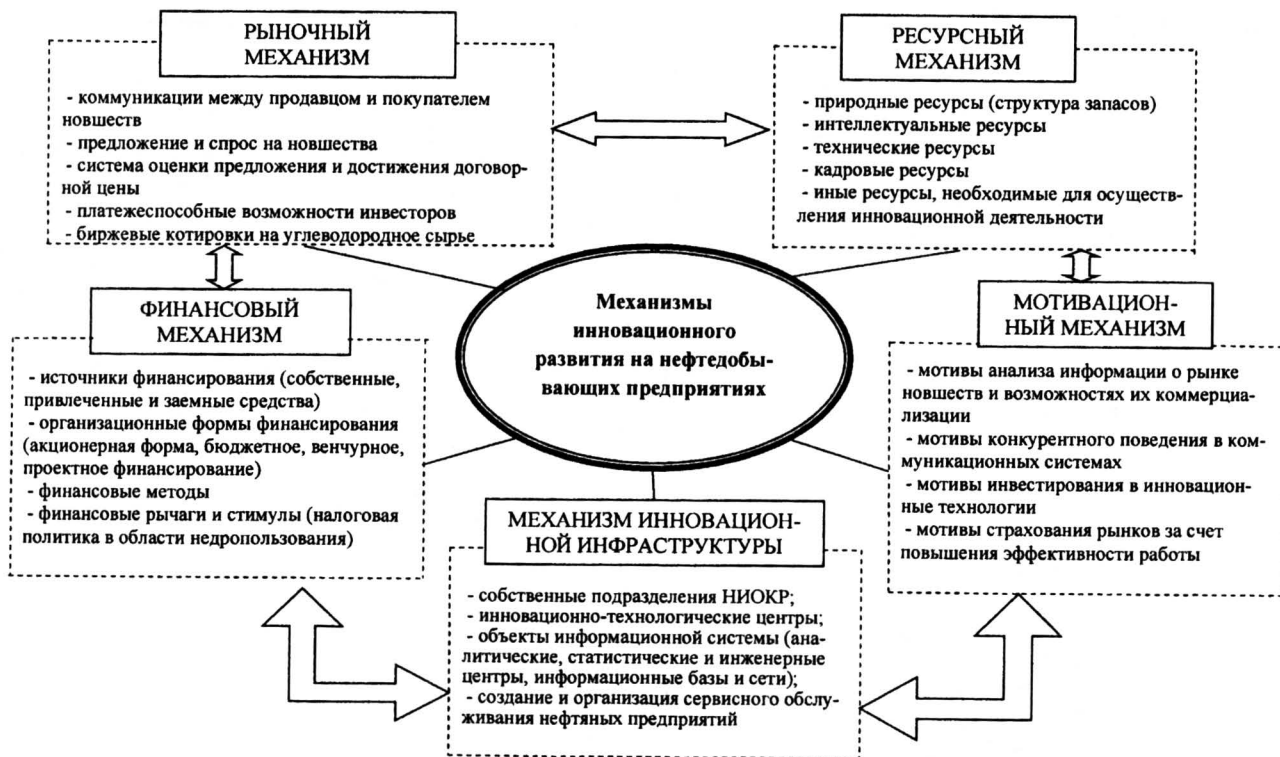 РЫНОЧНЫЙ
МЕХАНИЗМ
- коммуникации между продавцом и покупателем
новшеств
- предложение и спрос на новшества
- система оценки предложения и достижения договор-
ной цены
- платежеспособные возможности инвесторов
- биржевые котировки на углеводородное сырье
РЕСУРСНЫЙ
МЕХАНИЗМ
- природные ресурсы (структура запасов)
- интеллектуальные ресурсы
- технические ресурсы
- кадровые ресурсы
- иные ресурсы, необходимые для осуществ-
ления инновационной деятельности
Механизмы
инновационного
развития на нефтедобы-
вающих предприятиях
ФИНАНСОВЫЙ
МЕХАНИЗМ
- источники финансирования (собственные,
привлеченные и заемные средства)
- организационные формы финансирования
(акционерная форма, бюджетное, венчурное,
проектное финансирование)
- финансовые методы
- финансовые рычаги и стимулы (налоговая
политика в области недропользования)
МОТИВАЦИОН-
НЫЙ МЕХАНИЗМ
- мотивы анализа информации о рынке
новшеств и возможностях их коммерциа-
лизации
- мотивы конкурентного поведения в ком-
муникационных системах
- мотивы инвестирования в инновацион-
ные технологии
- мотивы страхования рынков за счет
повышения эффективности работы
МЕХАНИЗМ ИННОВАЦИОН-
НОЙ ИНФРАСТРУКТУРЫ
- собственные подразделения НИОКР;
- инновационно-технологические центры;
- объекты информационной системы (ана-
литические, статистические и инженерные
центры, информационные базы и сети);
- создание и организация сервисного обслу-
живания нефтяных предприятий